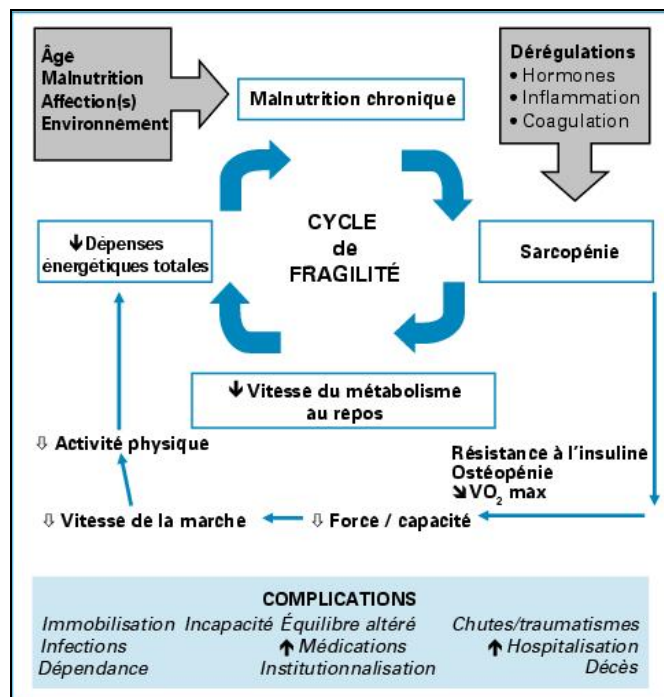 Âge
Malnutrition
Affection(s)
Environnement
Dérégulations
• Hormones
• Inflammation
• Coagulation
Malnutrition chronique
CYCLE
de
FRAGILITÉ
↓ Dépenses
énergétiques totales
Sarcopénie
↓ Vitesse du métabolisme
au repos
⇩ Activité physique
Résistance à l'insuline
Ostéopénie
↘ VO₂ max
⇩ Vitesse de la marche
⇩ Force / capacité
COMPLICATIONS
Immobilisation Incapacité Équilibre altéré Chutes/traumatismes
Infections ↑ Médications ↑ Hospitalisation
Dépendance Institutionnalisation Décès